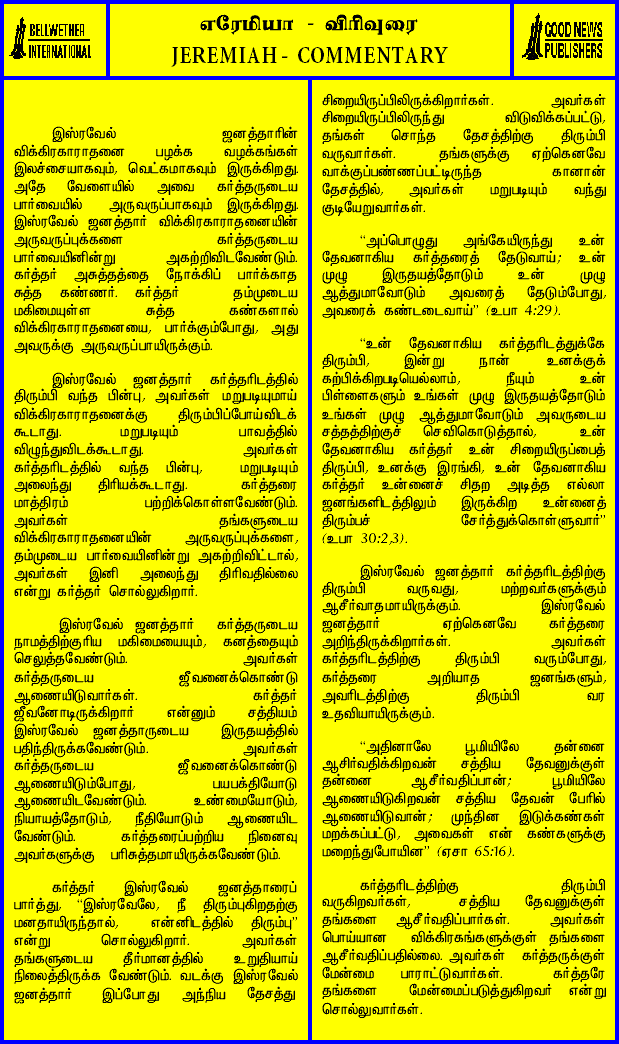 BELLWETHER
INTERNATIONAL
எரேமியா - விரிவுரை
JEREMIAH - COMMENTARY
GOOD NEWS
PUBLISHERS
இஸ்ரவேல் ஜனத்தாரின்
விக்கிரகாராதனை பழக்க வழக்கங்கள்
இலச்சையாகவும், வெட்கமாகவும் இருக்கிறது.
அதே வேளையில் அவை கர்த்தருடைய
பார்வையில் அருவருப்பாகவும் இருக்கிறது.
இஸ்ரவேல் ஜனத்தார் விக்கிரகாராதனையின்
அருவருப்புக்களை கர்த்தருடைய
பார்வையினின்று அகற்றிவிடவேண்டும்.
கர்த்தர் அசுத்தத்தை நோக்கிப் பார்க்காத
சுத்த கண்ணர். கர்த்தர் தம்முடைய
மகிமையுள்ள சுத்த கண்களால்
விக்கிரகாராதனையை, பார்க்கும்போது, அது
அவருக்கு அருவருப்பாயிருக்கும்.
இஸ்ரவேல் ஜனத்தார் கர்த்தரிடத்தில்
திரும்பி வந்த பின்பு, அவர்கள் மறுபடியுமாய்
விக்கிரகாராதனைக்கு திரும்பிப்போய்விடக்
கூடாது. மறுபடியும் பாவத்தில்
விழுந்துவிடக்கூடாது. அவர்கள்
கர்த்தரிடத்தில் வந்த பின்பு, மறுபடியும்
அலைந்து திரியக்கூடாது. கர்த்தரை
மாத்திரம் பற்றிக்கொள்ளவேண்டும்.
அவர்கள் தங்களுடைய
விக்கிரகாராதனையின் அருவருப்புக்களை,
தம்முடைய பார்வையினின்று அகற்றிவிட்டால்,
அவர்கள் இனி அலைந்து திரிவதில்லை
என்று கர்த்தர் சொல்லுகிறார்.
இஸ்ரவேல் ஜனத்தார் கர்த்தருடைய
நாமத்திற்குரிய மகிமையையும், கனத்தையும்
செலுத்தவேண்டும். அவர்கள்
கர்த்தருடைய ஜீவனைக்கொண்டு
ஆணையிடுவார்கள். கர்த்தர்
ஜீவனோடிருக்கிறார் என்னும் சத்தியம்
இஸ்ரவேல் ஜனத்தாருடைய இருதயத்தில்
பதிந்திருக்கவேண்டும். அவர்கள்
கர்த்தருடைய ஜீவனைக்கொண்டு
ஆணையிடும்போது, பயபக்தியோடு
ஆணையிடவேண்டும். உண்மையோடும்,
நியாயத்தோடும், நீதியோடும் ஆணையிட
வேண்டும். கர்த்தரைப்பற்றிய நினைவு
அவர்களுக்கு பரிசுத்தமாயிருக்கவேண்டும்.
கர்த்தர் இஸ்ரவேல் ஜனத்தாரைப்
பார்த்து, "இஸ்ரவேலே, நீ திரும்புகிறதற்கு
மனதாயிருந்தால், என்னிடத்தில் திரும்பு"
என்று சொல்லுகிறார். அவர்கள்
தங்களுடைய தீர்மானத்தில் உறுதியாய்
நிலைத்திருக்க வேண்டும். வடக்கு இஸ்ரவேல்
ஜனத்தார் இப்போது அந்நிய தேசத்து
சிறையிருப்பிலிருக்கிறார்கள். அவர்கள்
சிறையிருப்பிலிருந்து விடுவிக்கப்பட்டு,
தங்கள் சொந்த தேசத்திற்கு திரும்பி
வருவார்கள். தங்களுக்கு ஏற்கெனவே
வாக்குப்பண்ணப்பட்டிருந்த கானான்
தேசத்தில், அவர்கள் மறுபடியும் வந்து
குடியேறுவார்கள்.
"அப்பொழுது அங்கேயிருந்து உன்
தேவனாகிய கர்த்தரைத் தேடுவாய்; உன்
முழு இருதயத்தோடும் உன் முழு
ஆத்துமாவோடும் அவரைத் தேடும்போது,
அவரைக் கண்டடைவாய்" (உபா 4:29).
"உன் தேவனாகிய கர்த்தரிடத்துக்கே
திரும்பி, இன்று நான் உனக்குக்
கற்பிக்கிறபடியெல்லாம், நீயும் உன்
பிள்ளைகளும் உங்கள் முழு இருதயத்தோடும்
உங்கள் முழு ஆத்துமாவோடும் அவருடைய
சத்தத்திற்குச் செவிகொடுத்தால், உன்
தேவனாகிய கர்த்தர் உன் சிறையிருப்பைத்
திருப்பி, உனக்கு இரங்கி, உன் தேவனாகிய
கர்த்தர் உன்னைச் சிதற அடித்த எல்லா
ஜனங்களிடத்திலும் இருக்கிற உன்னைத்
திரும்பச் சேர்த்துக்கொள்ளுவார்"
(உபா 30:2,3).
இஸ்ரவேல் ஜனத்தார் கர்த்தரிடத்திற்கு
திரும்பி வருவது, மற்றவர்களுக்கும்
ஆசீர்வாதமாயிருக்கும். இஸ்ரவேல்
ஜனத்தார் ஏற்கெனவே கர்த்தரை
அறிந்திருக்கிறார்கள். அவர்கள்
கர்த்தரிடத்திற்கு திரும்பி வரும்போது,
கர்த்தரை அறியாத ஜனங்களும்,
அவரிடத்திற்கு திரும்பி வர
உதவியாயிருக்கும்.
"அதினாலே பூமியிலே தன்னை
ஆசிர்வதிக்கிறவன் சத்திய தேவனுக்குள்
தன்னை ஆசீர்வதிப்பான்; பூமியிலே
ஆணையிடுகிறவன் சத்திய தேவன் பேரில்
ஆணையிடுவான்; முந்தின இடுக்கண்கள்
மறக்கப்பட்டு, அவைகள் என் கண்களுக்கு
மறைந்துபோயின" (ஏசா 65:16).
கர்த்தரிடத்திற்கு திரும்பி
வருகிறவர்கள், சத்திய தேவனுக்குள்
தங்களை ஆசீர்வதிப்பார்கள். அவர்கள்
பொய்யான விக்கிரகங்களுக்குள் தங்களை
ஆசீர்வதிப்பதில்லை. அவர்கள் கர்த்தருக்குள்
மேன்மை பாராட்டுவார்கள். கர்த்தரே
தங்களை மேன்மைப்படுத்துகிறவர் என்று
சொல்லுவார்கள்.